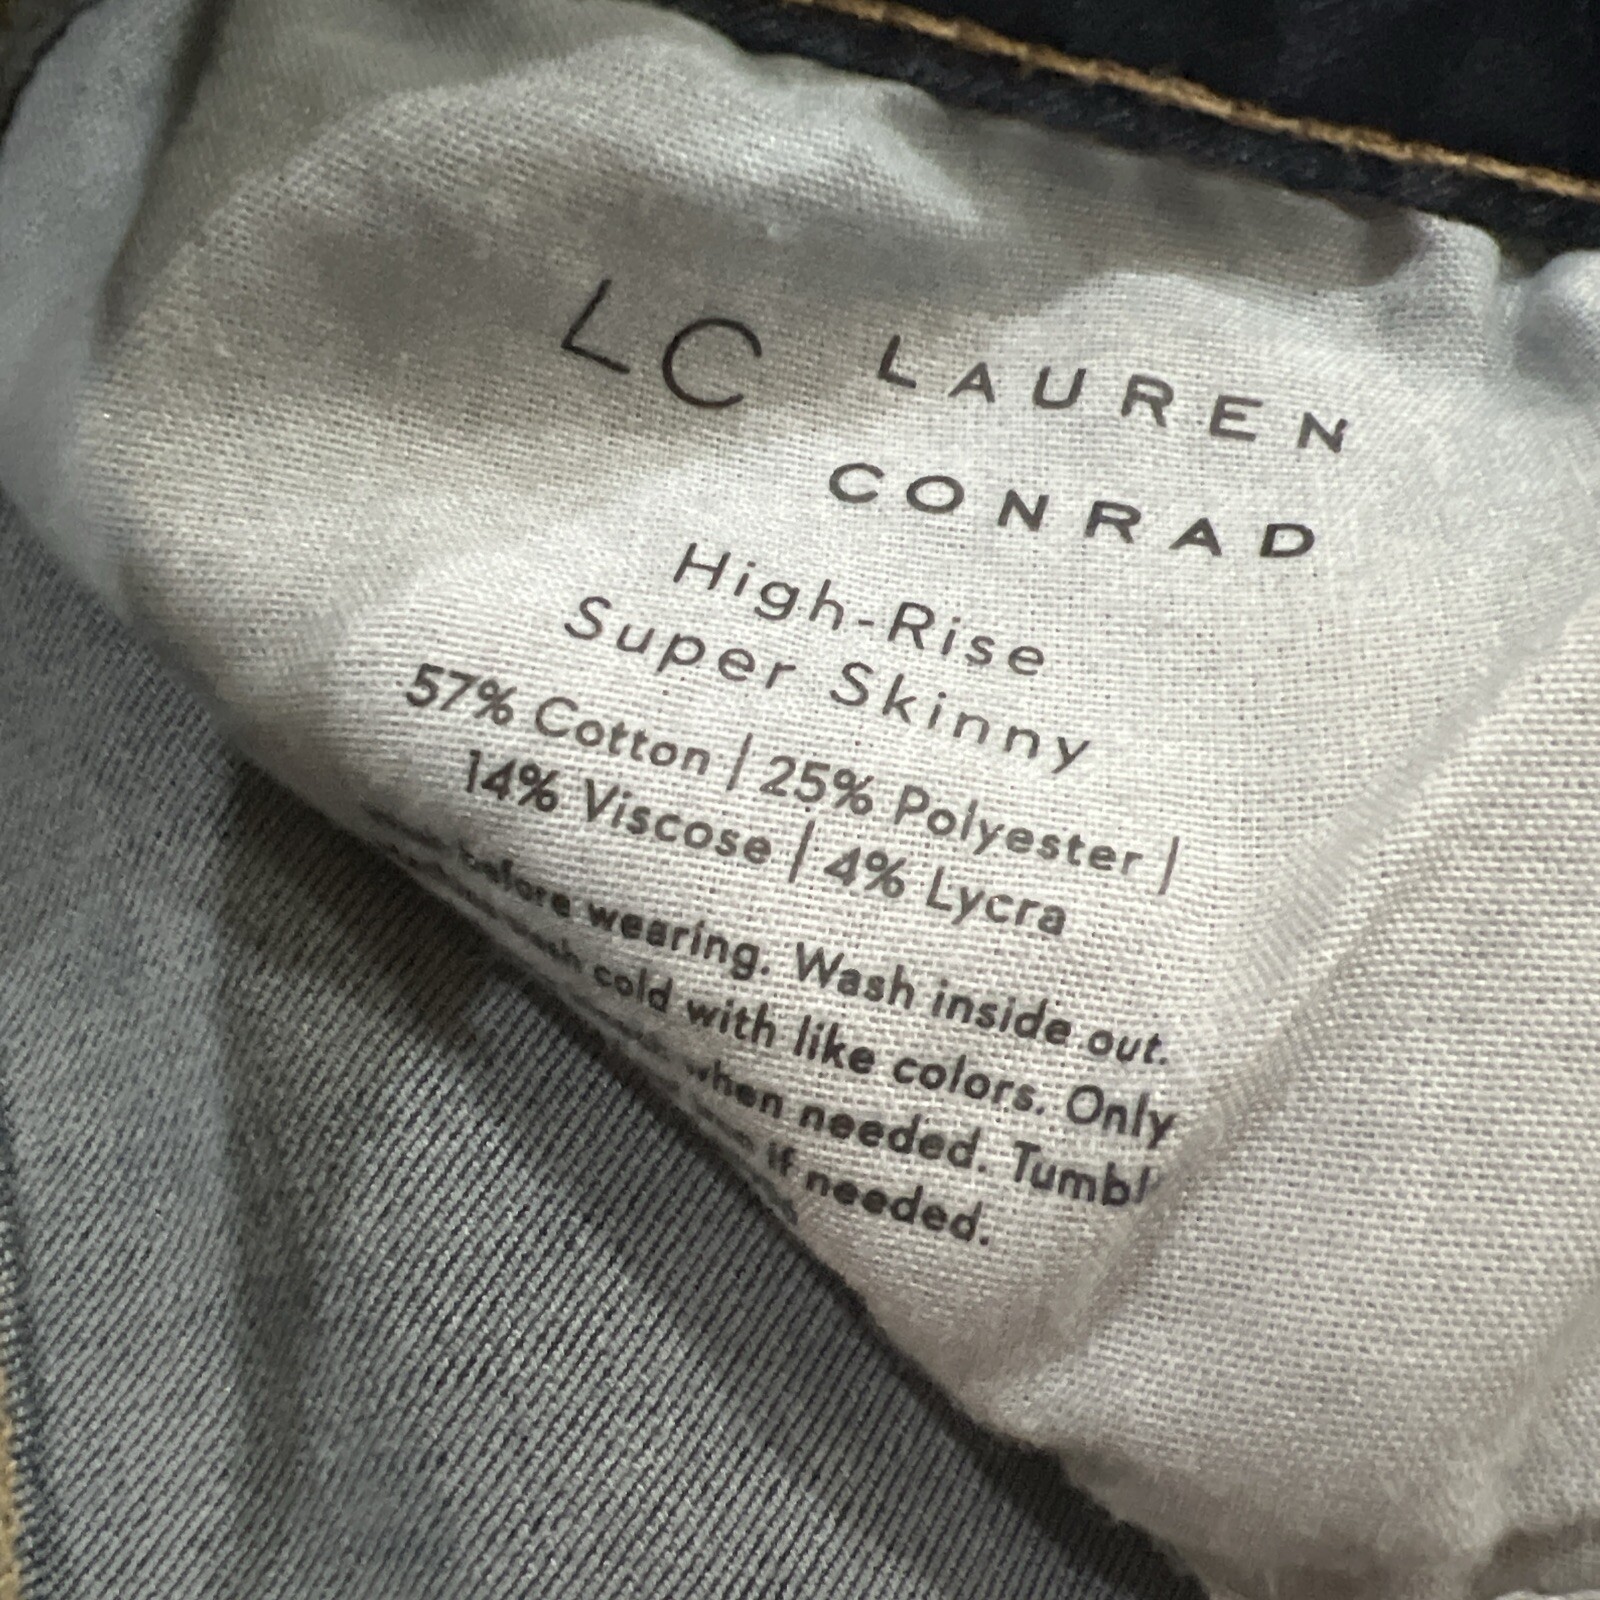 LC LAUREN
CONRAD
High-Rise
Super Skinny
57% Cotton | 25% Polyester |
14% Viscose | 4% Lycra
before wearing. Wash inside out.
cold with like colors. Only
when needed. Tumbl
if needed.